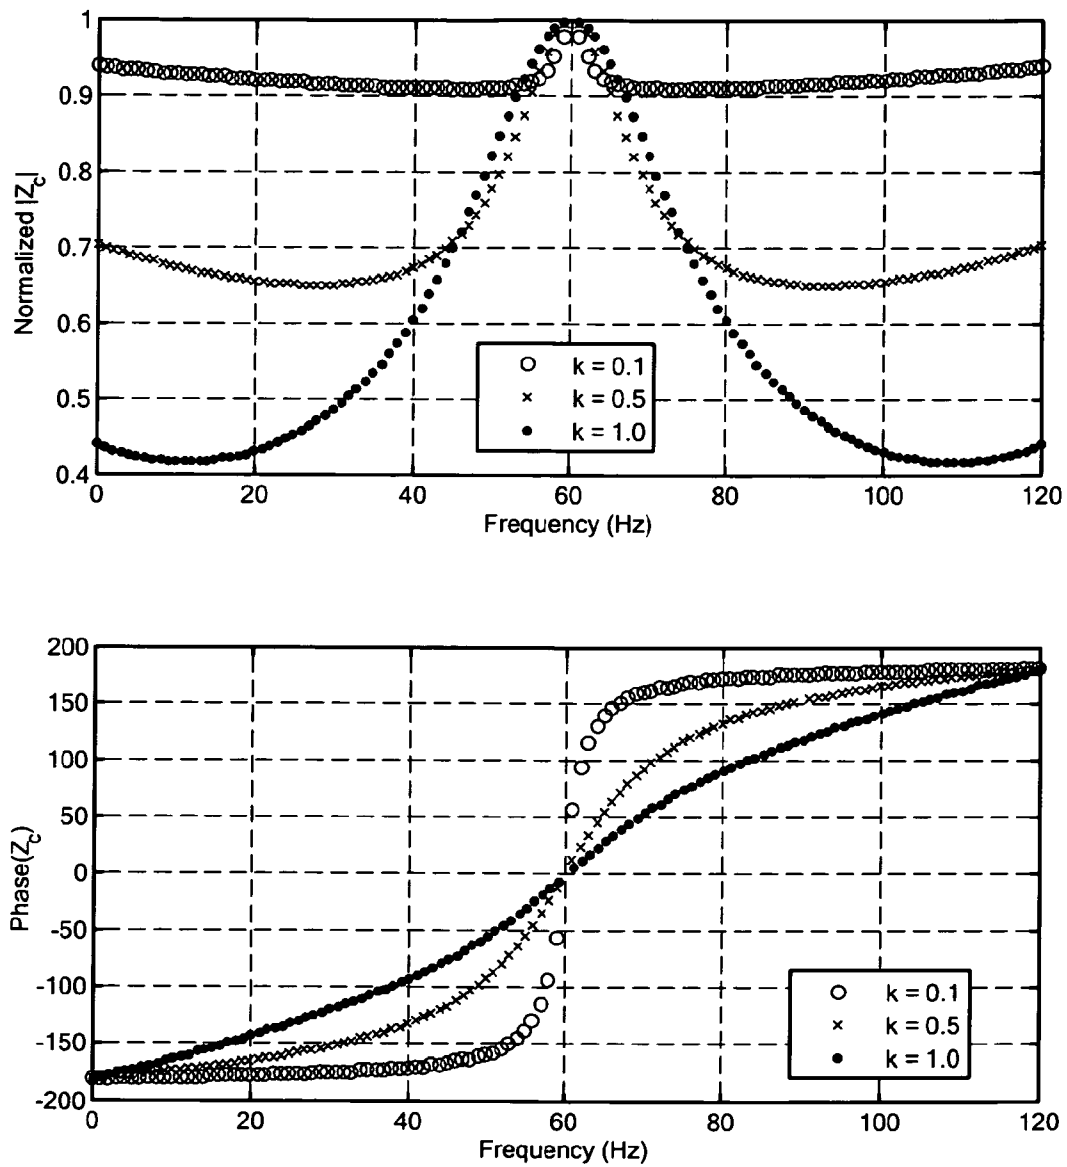 1
0.9
0.8
0.7
0.6
0.5
0.4
Normalized |Z_c|
k = 0.1
k = 0.5
k = 1.0
0 20 40 60 80 100 120
Frequency (Hz)
200
150
100
50
0
-50
-100
-150
-200
Phase(Z_c)
k = 0.1
k = 0.5
k = 1.0
0 20 40 60 80 100 120
Frequency (Hz)